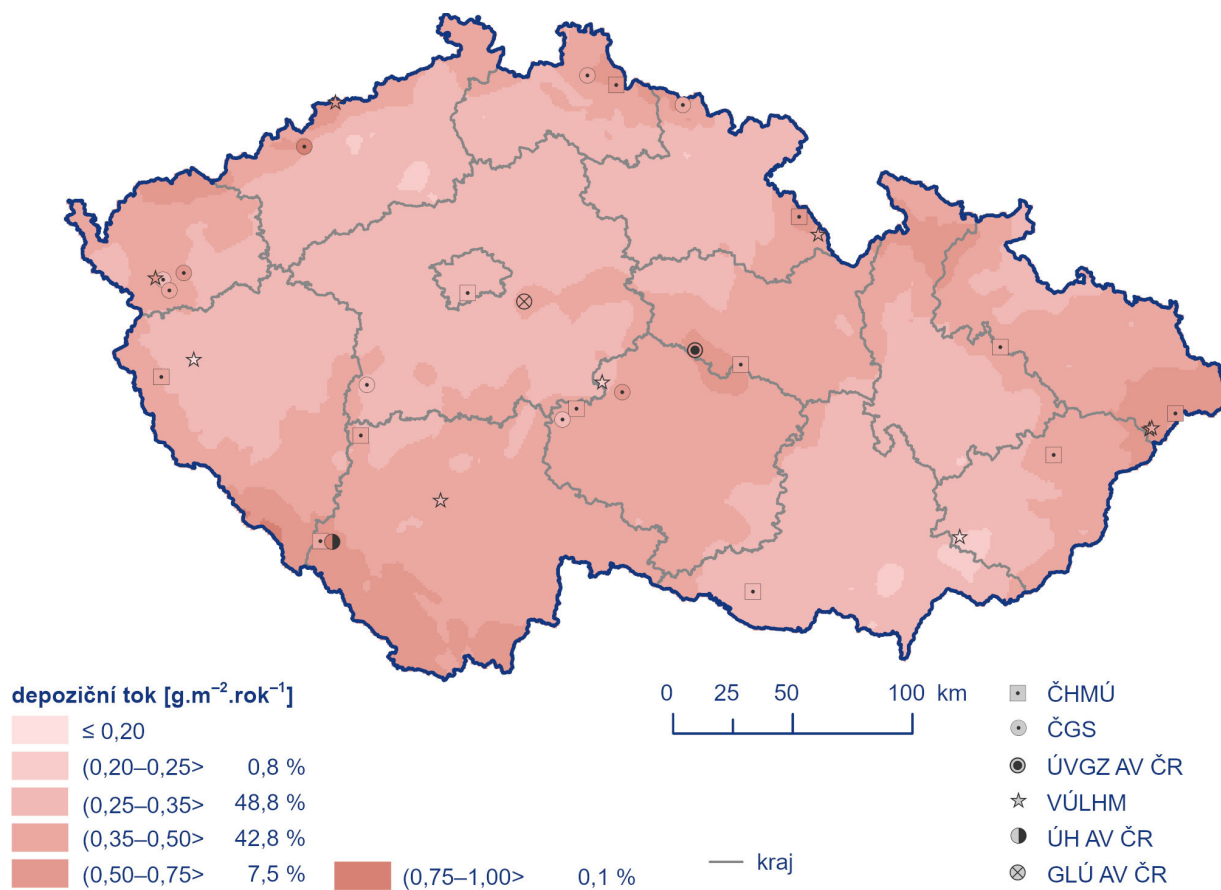 depoziční tok [g.m⁻².rok⁻¹]
≤ 0,20
(0,20–0,25> 0,8 %
(0,25–0,35> 48,8 %
(0,35–0,50> 42,8 %
(0,50–0,75> 7,5 %
(0,75–1,00> 0,1 %
0 25 50 100 km
kraj
ČHMÚ
ČGS
ÚVGZ AV ČR
VÚLHM
ÚH AV ČR
GLÚ AV ČR